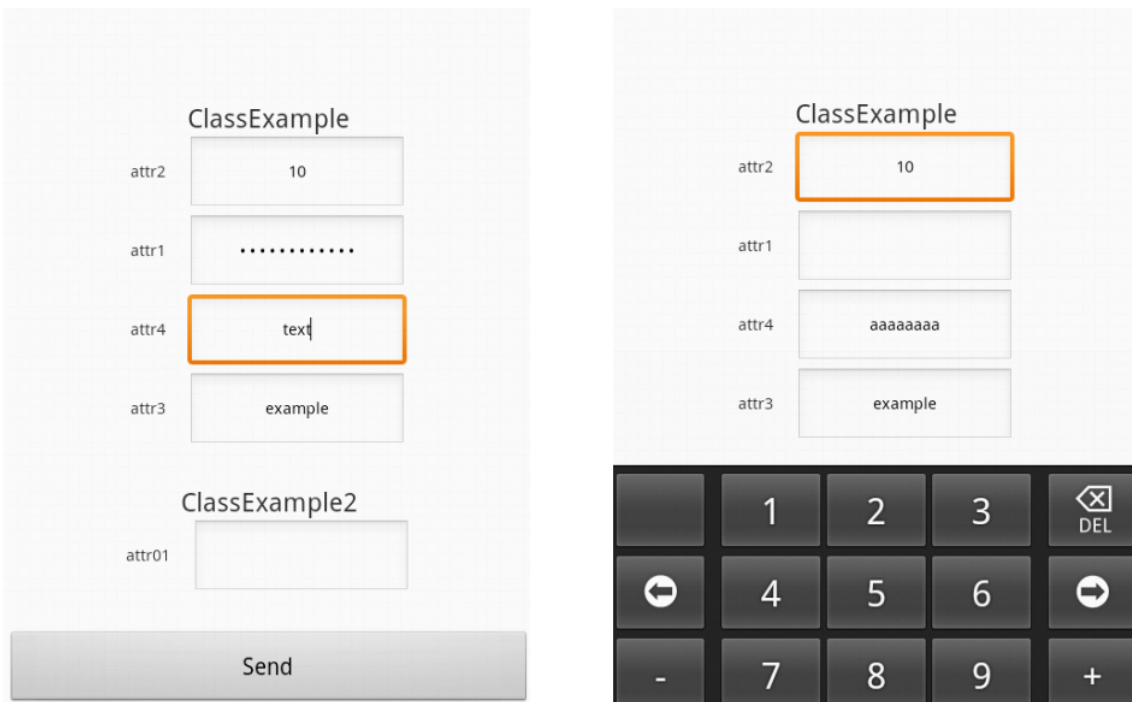 ClassExample
attr2 10
attr1 ••••••••••••
attr4 text
attr3 example
ClassExample2
attr01
Send
ClassExample
attr2 10
attr1
attr4 aaaaaaaa
attr3 example
1 2 3 DEL
4 5 6
- 7 8 9 +